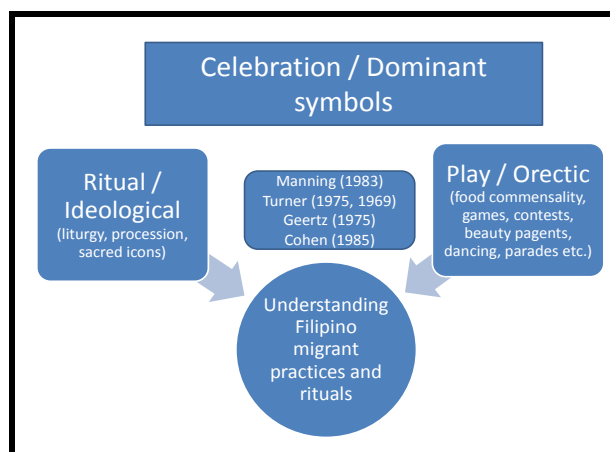 Celebration / Dominant
symbols
Ritual /
Ideological
(liturgy, procession,
sacred icons)
Manning (1983)
Turner (1975, 1969)
Geertz (1975)
Cohen (1985)
Play / Orectic
(food commensality,
games, contests,
beauty pagents,
dancing, parades etc.)
Understanding
Filipino
migrant
practices and
rituals